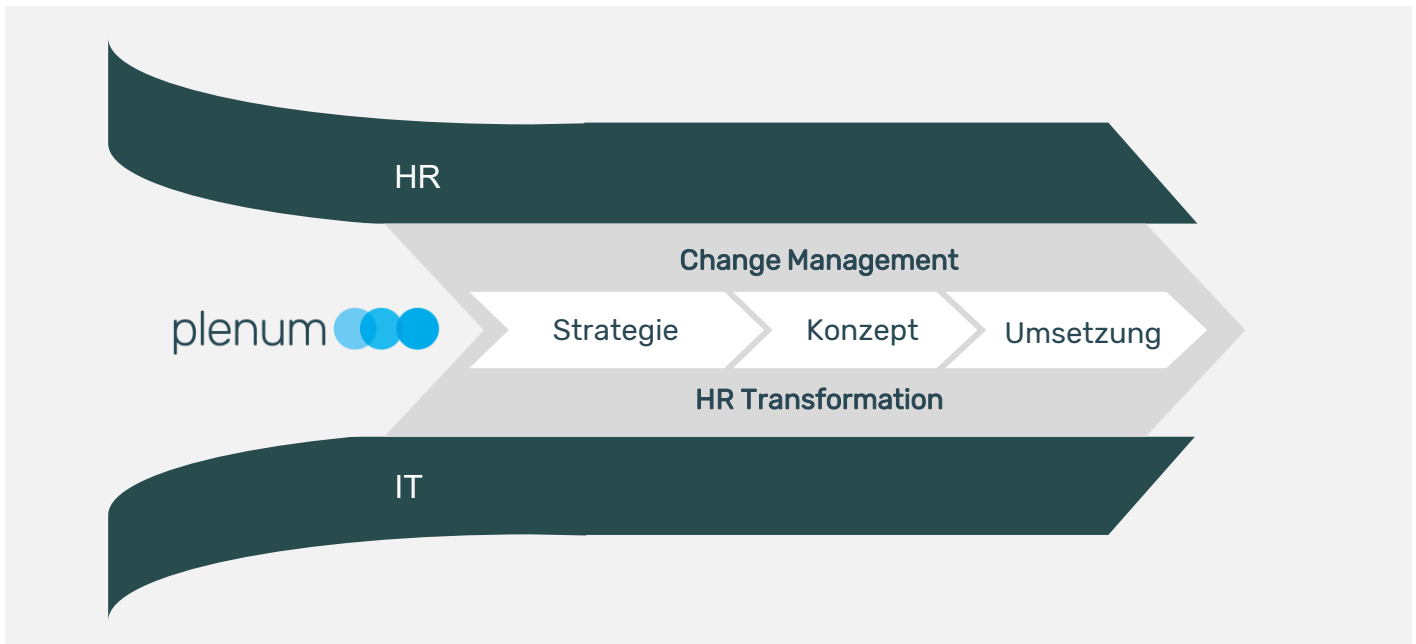 HR
Change Management
plenum
Strategie
Konzept
Umsetzung
HR Transformation
IT